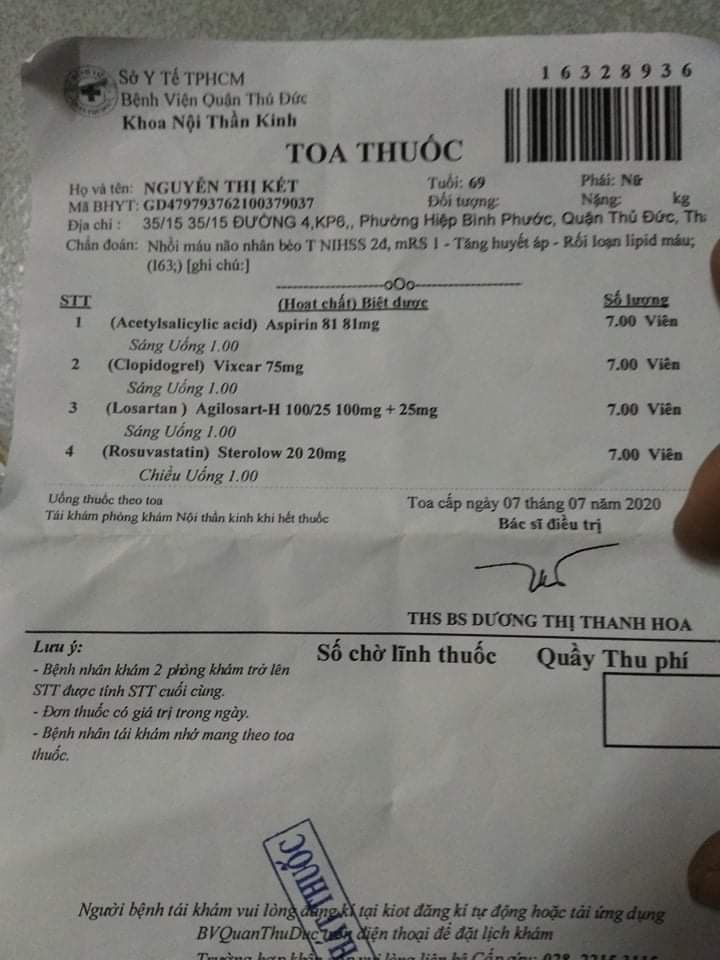 Sở Y Tế TPHCM
Bệnh Viện Quận Thủ Đức
Khoa Nội Thần Kinh
16328936
TOA THUỐC
Họ và tên: NGUYỄN THỊ KÉT Tuổi: 69 Phái: Nữ
Mã BHYT: GD479793762100379037 Đối tượng: Nặng: kg
Địa chỉ : 35/15 35/15 ĐƯỜNG 4,KP6,, Phường Hiệp Bình Phước, Quận Thủ Đức,
Chẩn đoán: Nhồi máu não nhân bèo T NIHSS 2đ, mRS 1 - Tăng huyết áp - Rối loạn lipid máu;
(I63;) [ghi chú:]
---oOo---
STT (Hoạt chất) Biệt dược Số lượng
1 (Acetylsalicylic acid) Aspirin 81 81mg 7.00 Viên
Sáng Uống 1.00
2 (Clopidogrel) Vixcar 75mg 7.00 Viên
Sáng Uống 1.00
3 (Losartan ) Agilosart-H 100/25 100mg + 25mg 7.00 Viên
Sáng Uống 1.00
4 (Rosuvastatin) Sterolow 20 20mg 7.00 Viên
Chiều Uống 1.00
Uống thuốc theo toa
Tái khám phòng khám Nội thần kinh khi hết thuốc
Toa cấp ngày 07 tháng 07 năm 2020
Bác sĩ điều trị
THS BS DƯƠNG THỊ THANH HOA
Lưu ý:
- Bệnh nhân khám 2 phòng khám trở lên
STT được tính STT cuối cùng.
- Đơn thuốc có giá trị trong ngày.
- Bệnh nhân tái khám nhớ mang theo toa
thuốc.
Số chờ lĩnh thuốc Quầy Thu phí
THUỐC
Người bệnh tái khám vui lòng đăng kí tại kiot đăng kí tự động hoặc tải ứng dụng
BVQuanThuDuc trên điện thoại để đặt lịch khám